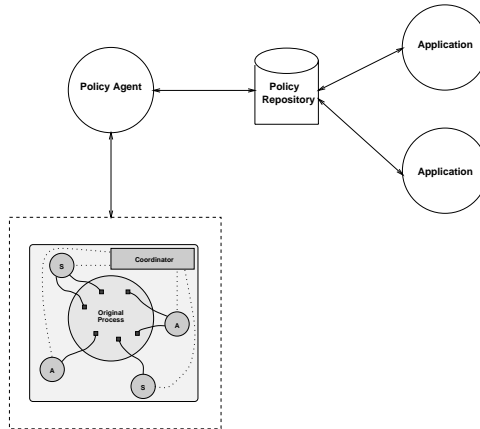 Application
Policy Agent
Policy
Repository
Application
Coordinator
S
Original
Process
A
A
S